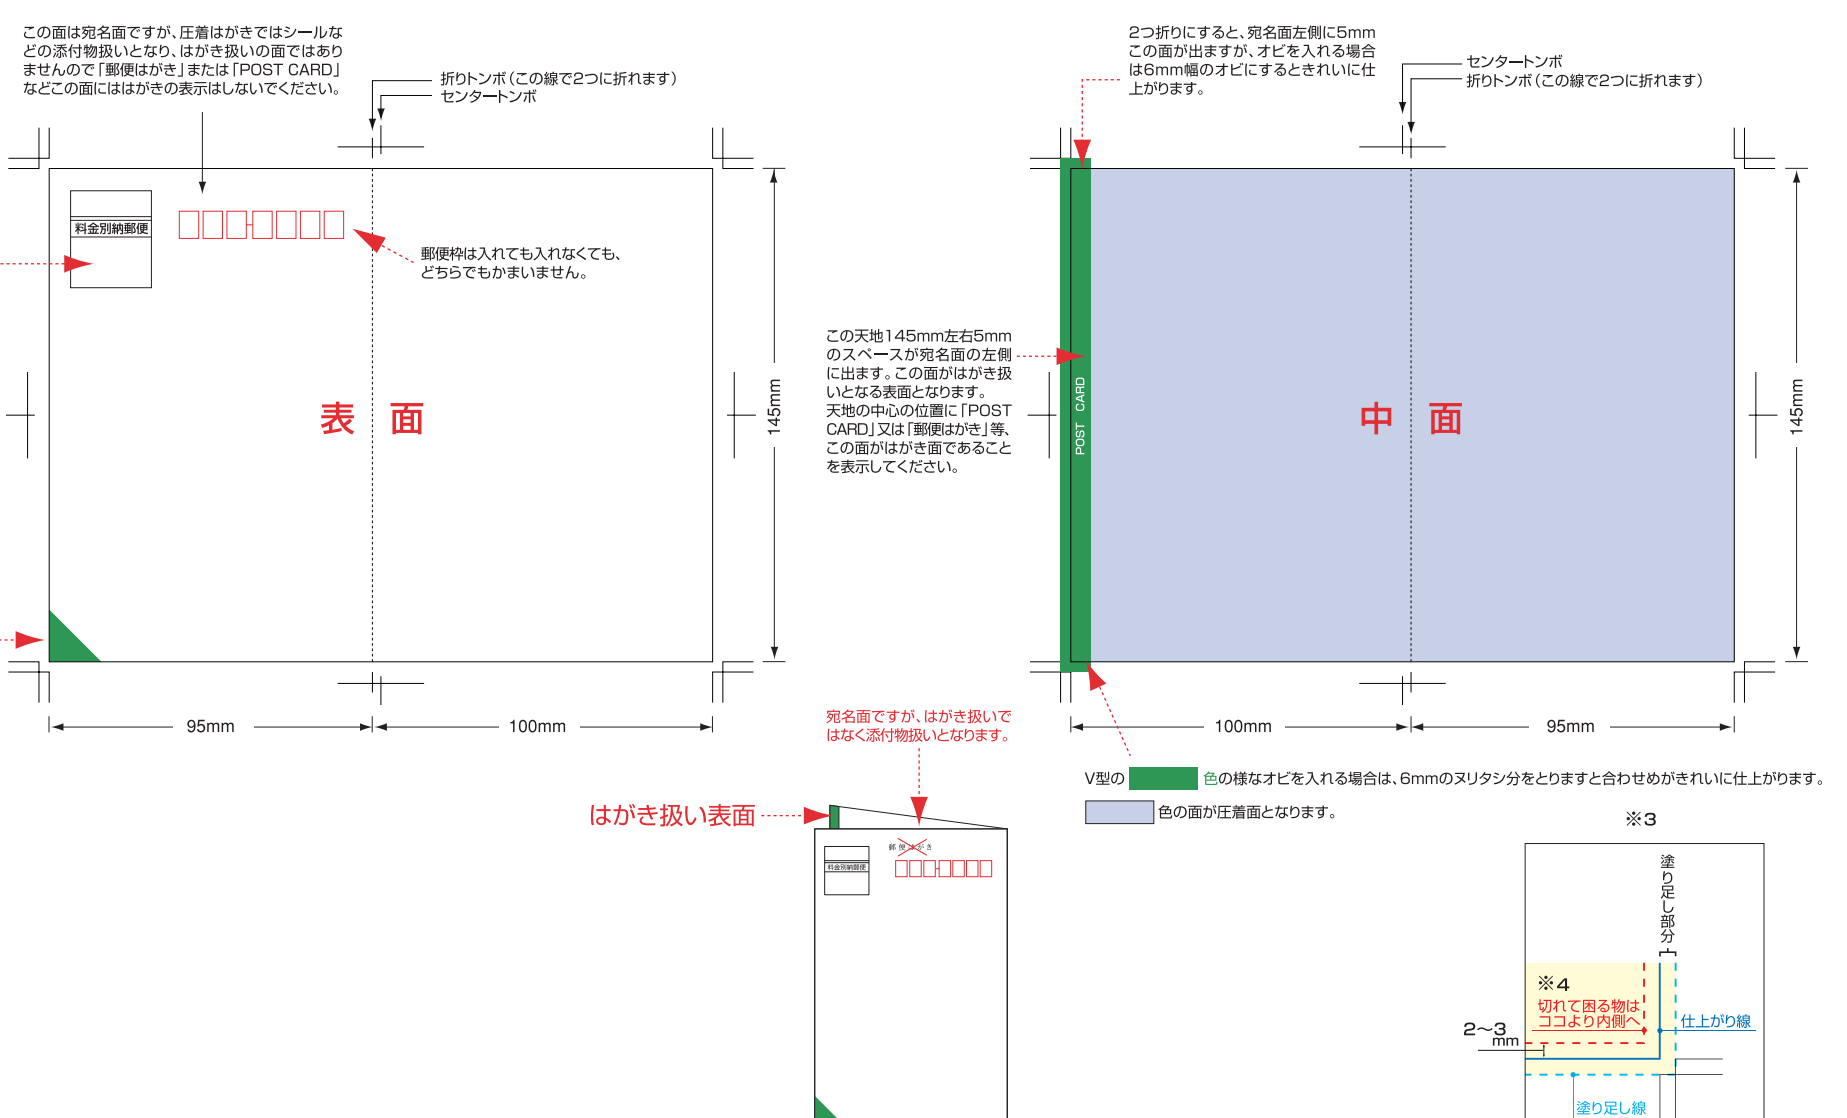 この面は宛名面ですが、圧着はがきではシールな
どの添付物扱いとなり、はがき扱いの面ではあり
ませんので「郵便はがき」または「POST CARD」
などこの面にははがきの表示はしないでください。
折りトンボ（この線で2つに折れます）
センタートンボ
料金別納郵便
郵便枠は入れても入れなくても、
どちらでもかまいません。
表 面
145mm
95mm
100mm
2つ折りにすると、宛名面左側に5mm
この面が出ますが、オビを入れる場合
は6mm幅のオビにするときれいに仕
上がります。
センタートンボ
折りトンボ（この線で2つに折れます）
この天地145mm左右5mm
のスペースが宛名面の左側
に出ます。この面がはがき扱
いとなる表面となります。
天地の中心の位置に「POST
CARD」又は「郵便はがき」等、
この面がはがき面であること
を表示してください。
POST CARD
中 面
145mm
100mm
95mm
V型の 色の様なオビを入れる場合は、6mmのヌリタシ分をとりますと合わせめがきれいに仕上がります。
色の面が圧着面となります。
宛名面ですが、はがき扱いで
はなく添付物扱いとなります。
はがき扱い表面
郵便はがき
料金別納郵便
※3
塗り足し部分
※4
切れて困る物は
ココより内側へ
仕上がり線
2〜3
mm
塗り足し線